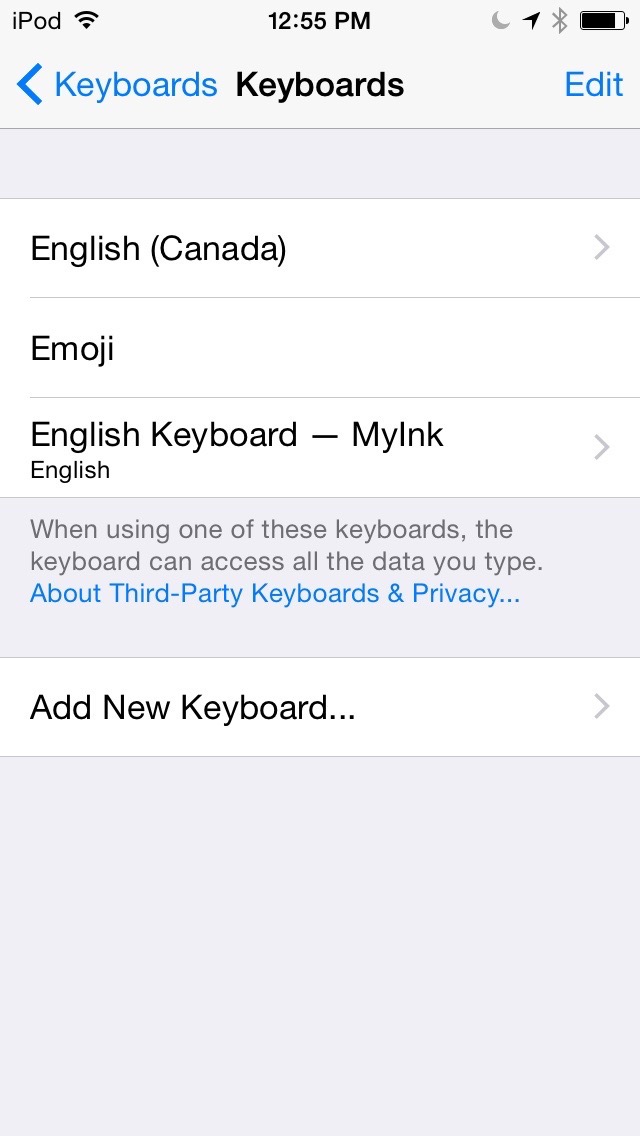 iPod 12:55 PM
Keyboards Keyboards Edit
English (Canada)
Emoji
English Keyboard — MyInk
English
When using one of these keyboards, the
keyboard can access all the data you type.
About Third-Party Keyboards & Privacy...
Add New Keyboard...